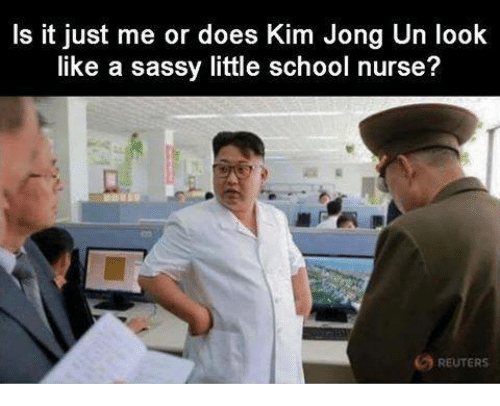 Is it just me or does Kim Jong Un look
like a sassy little school nurse?
REUTERS